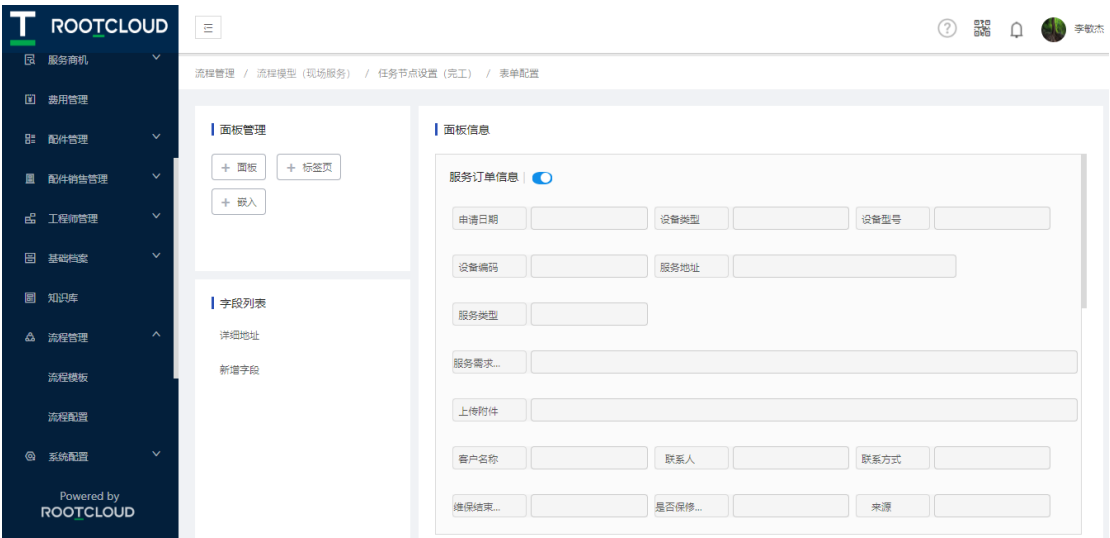 ROOTCLOUD
李敏杰
服务商机
费用管理
配件管理
配件销售管理
工程师管理
基础档案
知识库
流程管理
流程模板
流程配置
系统配置
Powered by
ROOTCLOUD
流程管理 / 流程模型（现场服务） / 任务节点设置（完工） / 表单配置
面板管理
+ 面板
+ 标签页
+ 嵌入
字段列表
详细地址
新增字段
面板信息
服务订单信息
申请日期 设备类型 设备型号
设备编码 服务地址
服务类型
服务需求...
上传附件
客户名称 联系人 联系方式
维保结束... 是否保修... 来源